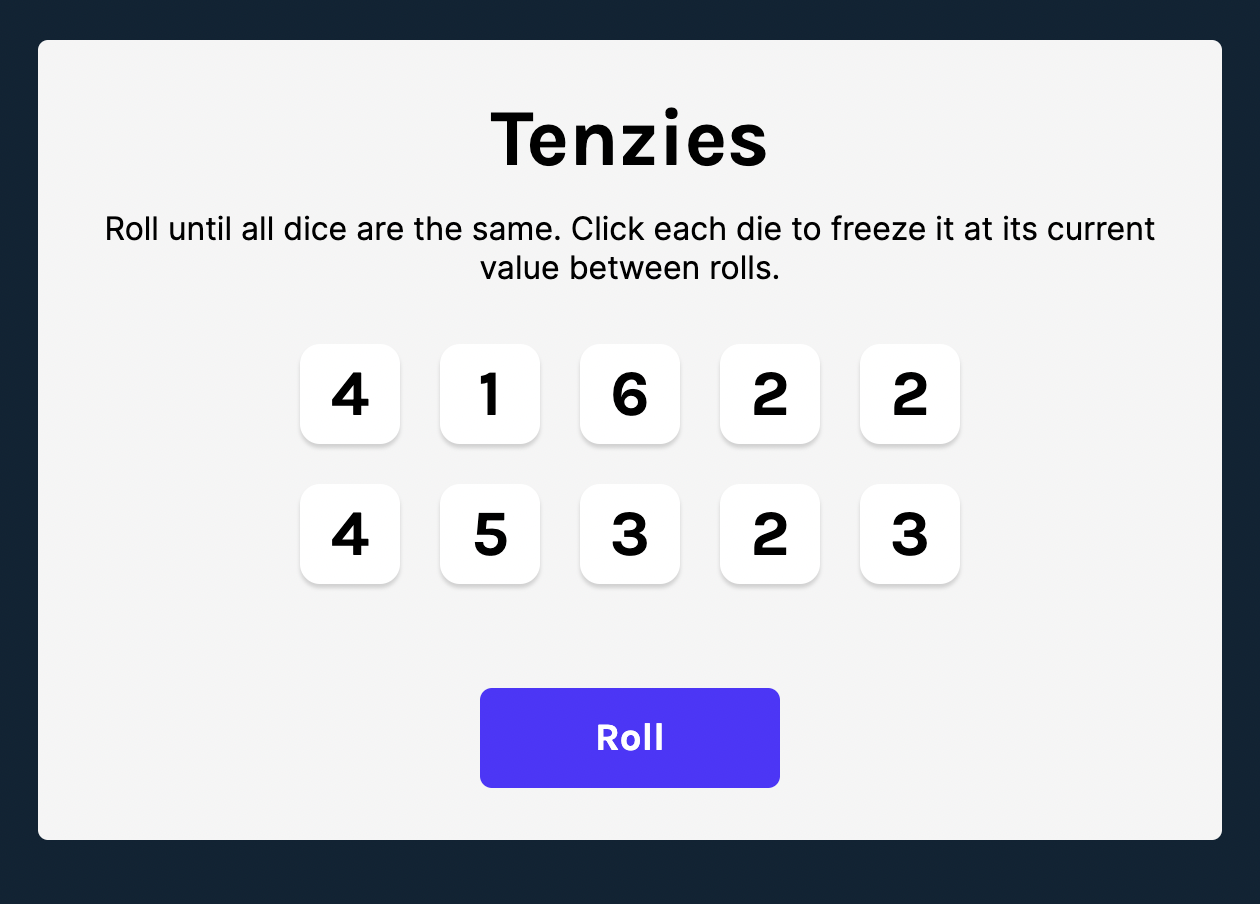 Tenzies
Roll until all dice are the same. Click each die to freeze it at its current
value between rolls.
4 1 6 2 2
4 5 3 2 3
Roll